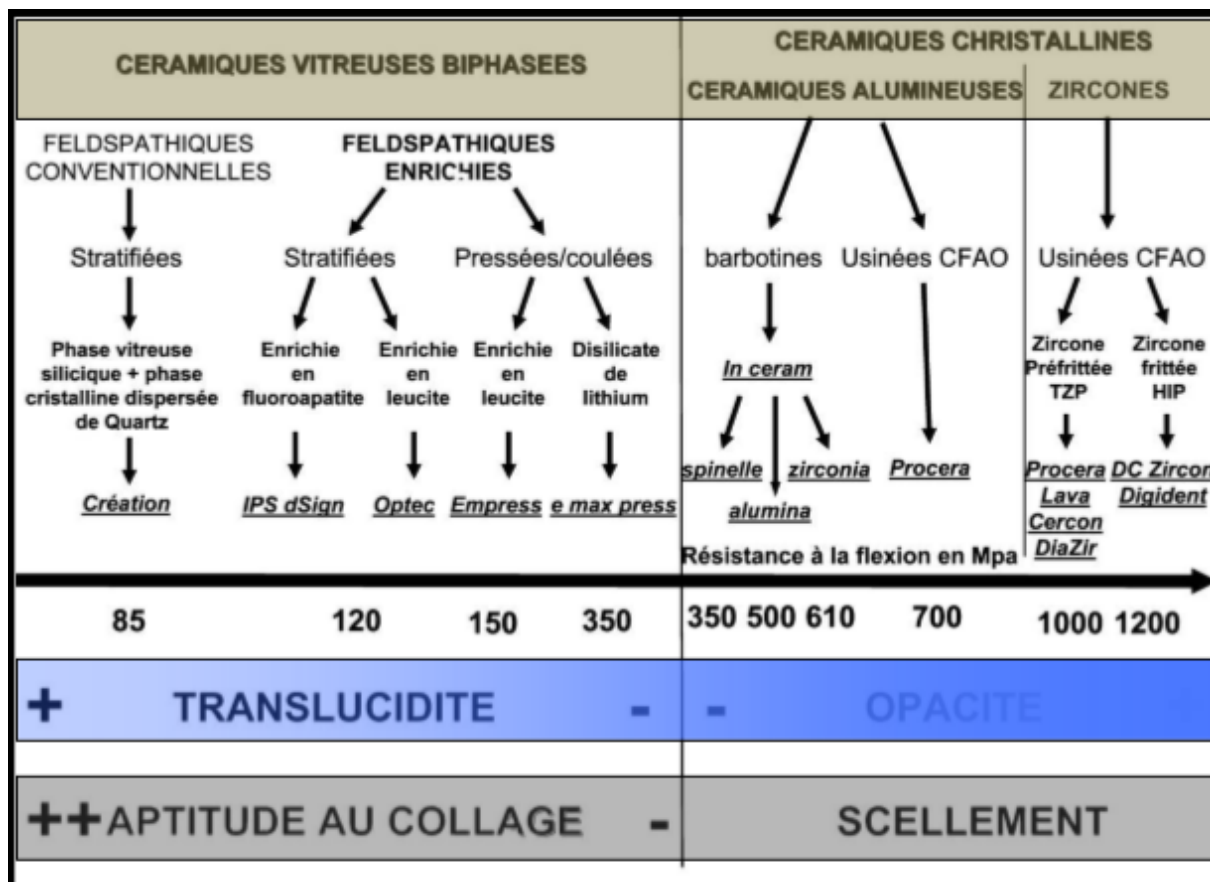 CERAMIQUES VITREUSES BIPHASEES
CERAMIQUES CHRISTALLINES
CERAMIQUES ALUMINEUSES
ZIRCONES
FELDSPATHIQUES
CONVENTIONNELLES
FELDSPATHIQUES
ENRICHIES
Stratifiées
Stratifiées
Pressées/coulées
barbotines
Usinées CFAO
Usinées CFAO
Phase vitreuse
silicique + phase
cristalline dispersée
de Quartz
Enrichie
en
fluoroapatite
Enrichie
en
leucite
Enrichie
en
leucite
Disilicate
de
lithium
In ceram
Zircone
Préfrittée
TZP
Zircone
frittée
HIP
Création
IPS dSign
Optec
Empress
e max press
spinelle
zirconia
alumina
Procera
Procera
Lava
Cercon
DiaZir
DC Zircon
Digident
Résistance à la flexion en Mpa
85 120 150 350 350 500 610 700 1000 1200
+ TRANSLUCIDITE - - OPACITE +
++ APTITUDE AU COLLAGE - SCELLEMENT